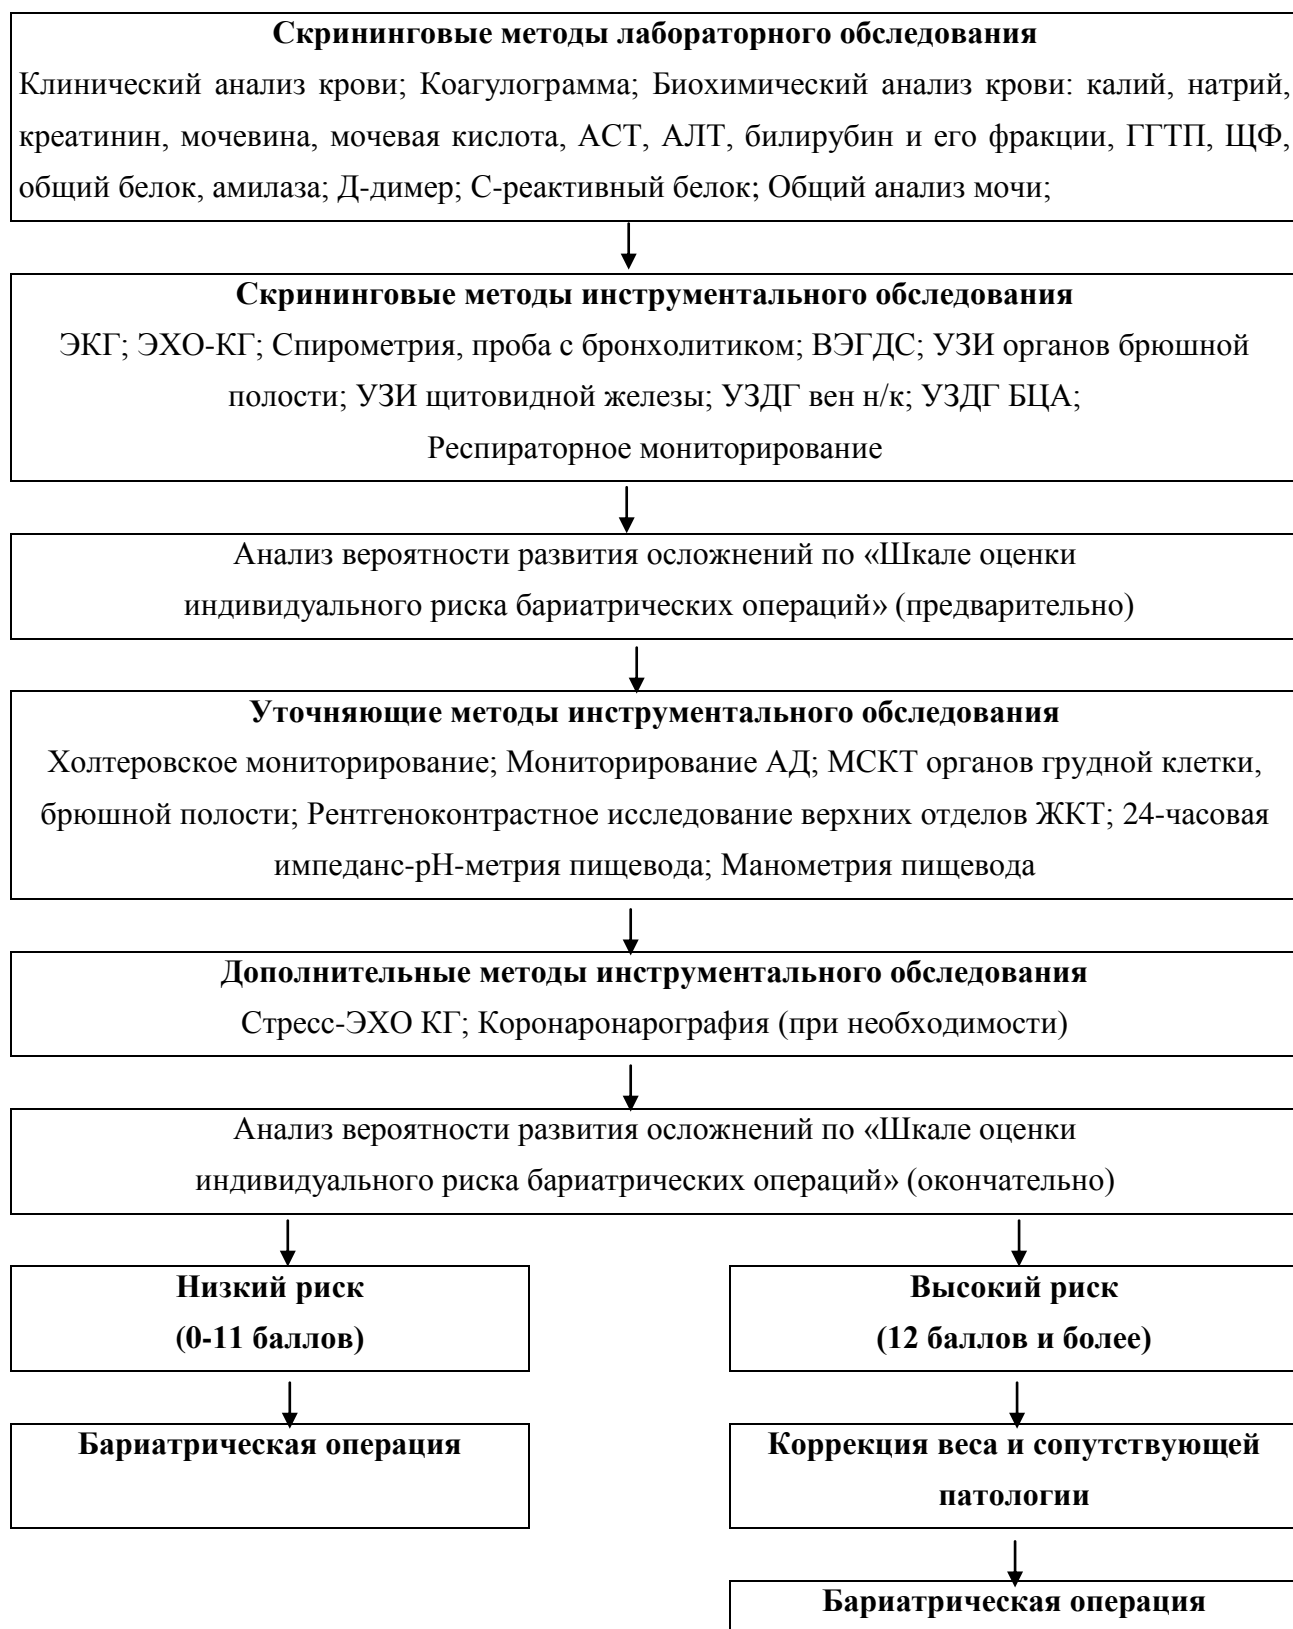 Скрининговые методы лабораторного обследования
Клинический анализ крови; Коагулограмма; Биохимический анализ крови: калий, натрий,
креатинин, мочевина, мочевая кислота, АСТ, АЛТ, билирубин и его фракции, ГГТП, ЩФ,
общий белок, амилаза; Д-димер; С-реактивный белок; Общий анализ мочи;
Скрининговые методы инструментального обследования
ЭКГ; ЭХО-КГ; Спирометрия, проба с бронхолитиком; ВЭГДС; УЗИ органов брюшной
полости; УЗИ щитовидной железы; УЗДГ вен н/к; УЗДГ БЦА;
Респираторное мониторирование
Анализ вероятности развития осложнений по «Шкале оценки
индивидуального риска бариатрических операций» (предварительно)
Уточняющие методы инструментального обследования
Холтеровское мониторирование; Мониторирование АД; МСКТ органов грудной клетки,
брюшной полости; Рентгеноконтрастное исследование верхних отделов ЖКТ; 24-часовая
импеданс-рН-метрия пищевода; Манометрия пищевода
Дополнительные методы инструментального обследования
Стресс-ЭХО КГ; Коронаронарография (при необходимости)
Анализ вероятности развития осложнений по «Шкале оценки
индивидуального риска бариатрических операций» (окончательно)
Низкий риск
(0-11 баллов)
Высокий риск
(12 баллов и более)
Бариатрическая операция
Коррекция веса и сопутствующей
патологии
Бариатрическая операция